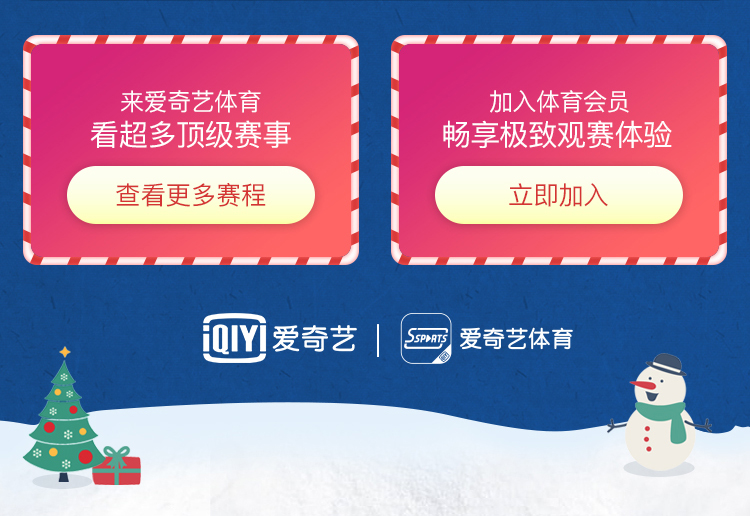 来爱奇艺体育
看超多顶级赛事
查看更多赛程
加入体育会员
畅享极致观赛体验
立即加入
iQIYI 爱奇艺 | SSPORTS 爱奇艺体育